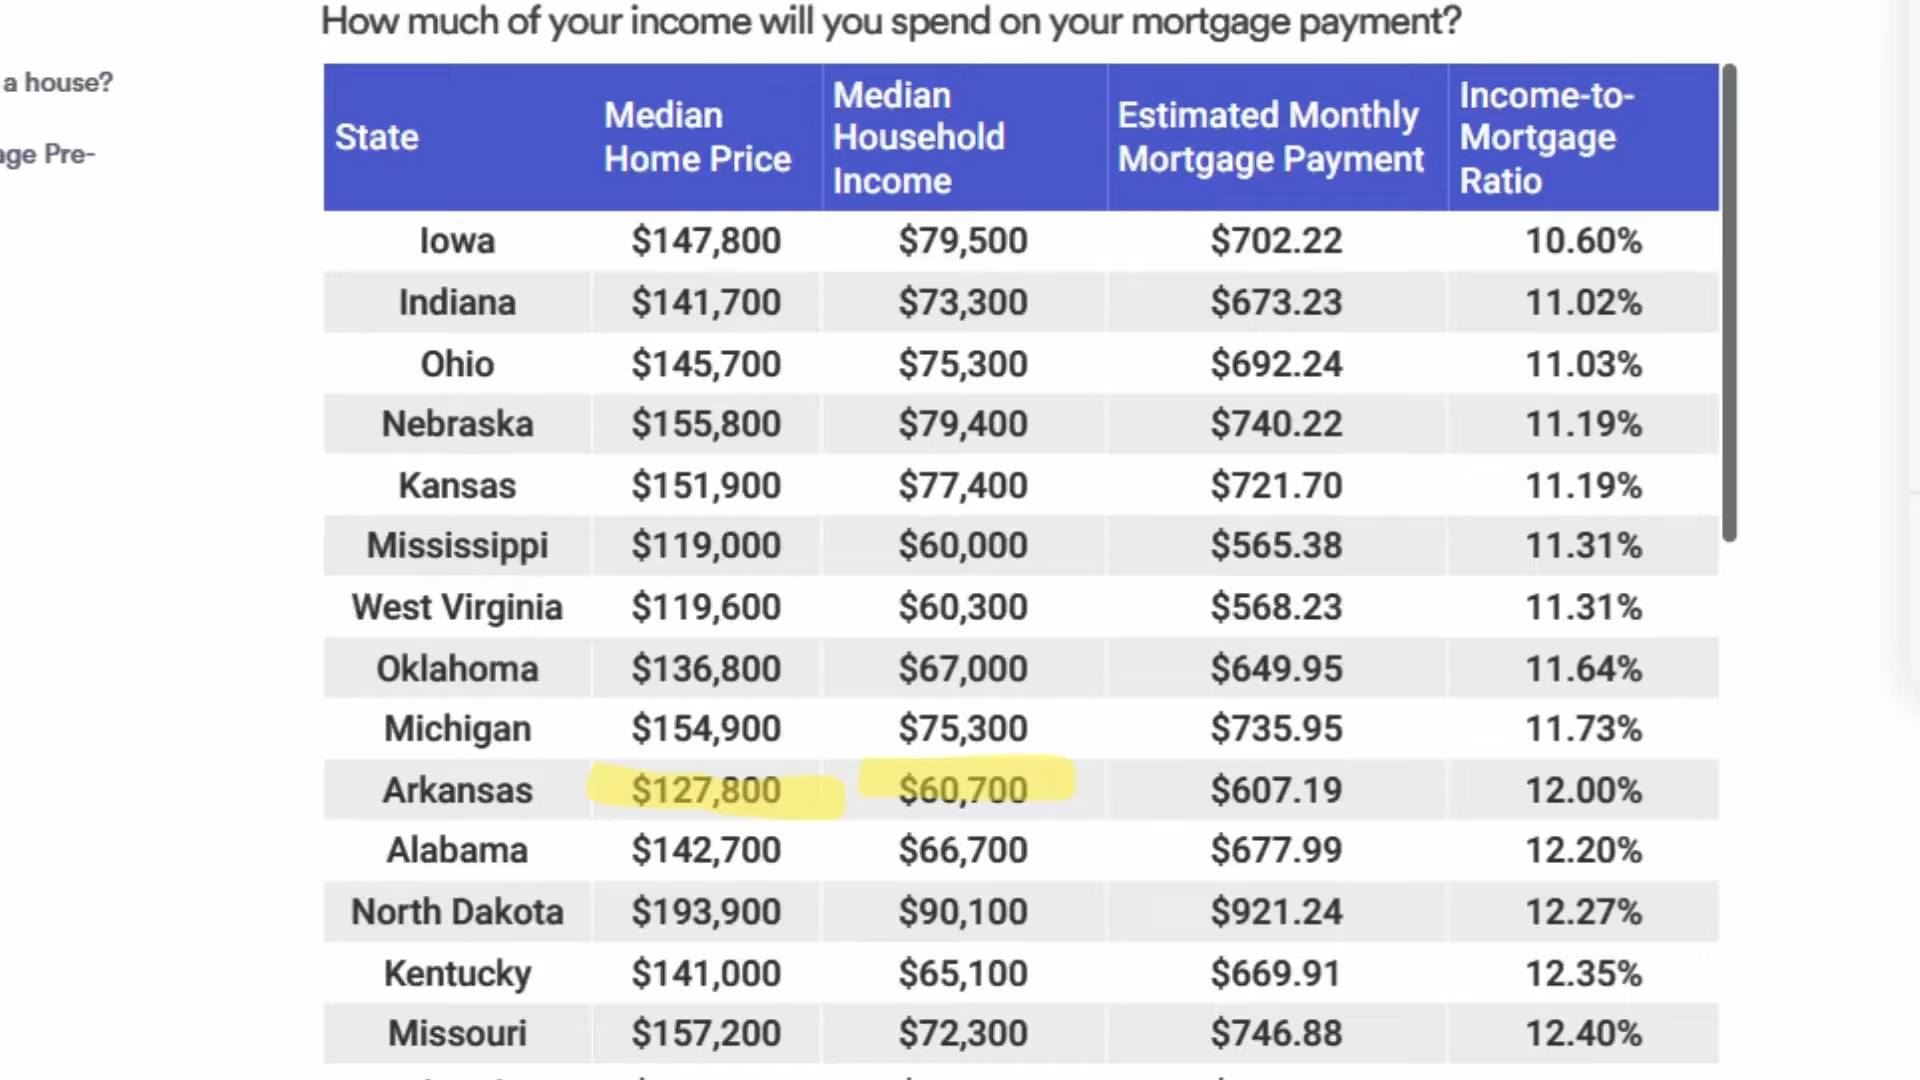 How much of your income will you spend on your mortgage payment?
a house?
age Pre-
State Median Home Price Median Household Income Estimated Monthly Mortgage Payment Income-to-Mortgage Ratio
Iowa $147,800 $79,500 $702.22 10.60%
Indiana $141,700 $73,300 $673.23 11.02%
Ohio $145,700 $75,300 $692.24 11.03%
Nebraska $155,800 $79,400 $740.22 11.19%
Kansas $151,900 $77,400 $721.70 11.19%
Mississippi $119,000 $60,000 $565.38 11.31%
West Virginia $119,600 $60,300 $568.23 11.31%
Oklahoma $136,800 $67,000 $649.95 11.64%
Michigan $154,900 $75,300 $735.95 11.73%
Arkansas $127,800 $60,700 $607.19 12.00%
Alabama $142,700 $66,700 $677.99 12.20%
North Dakota $193,900 $90,100 $921.24 12.27%
Kentucky $141,000 $65,100 $669.91 12.35%
Missouri $157,200 $72,300 $746.88 12.40%